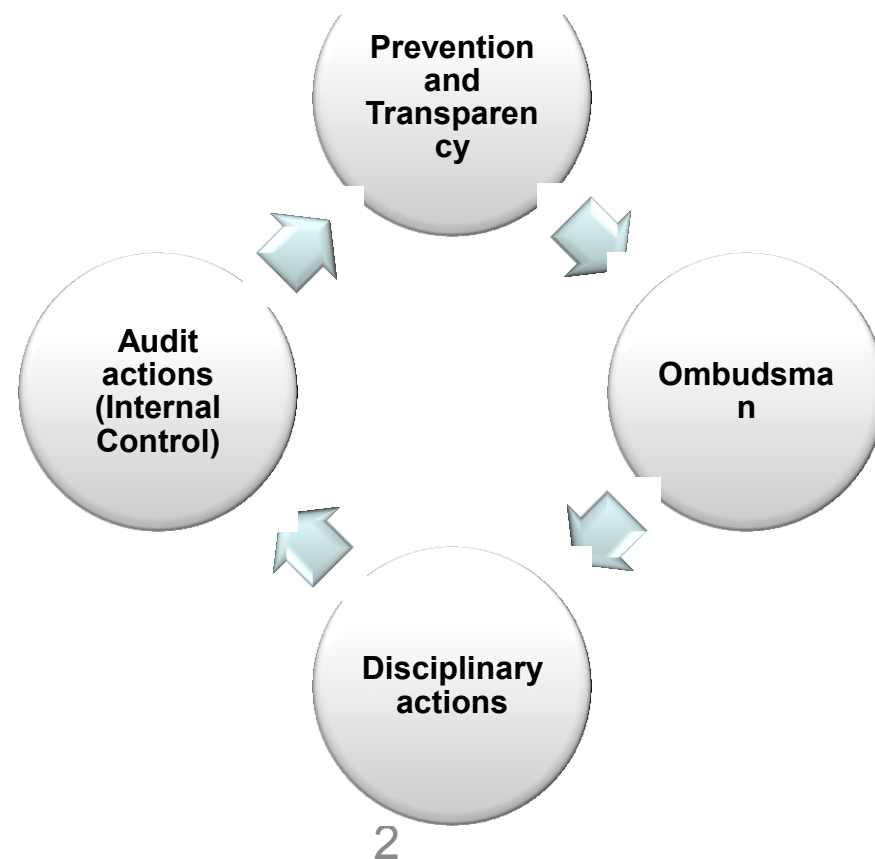 Prevention
and
Transparen
cy
Audit
actions
(Internal
Control)
Ombudsma
n
Disciplinary
actions
2